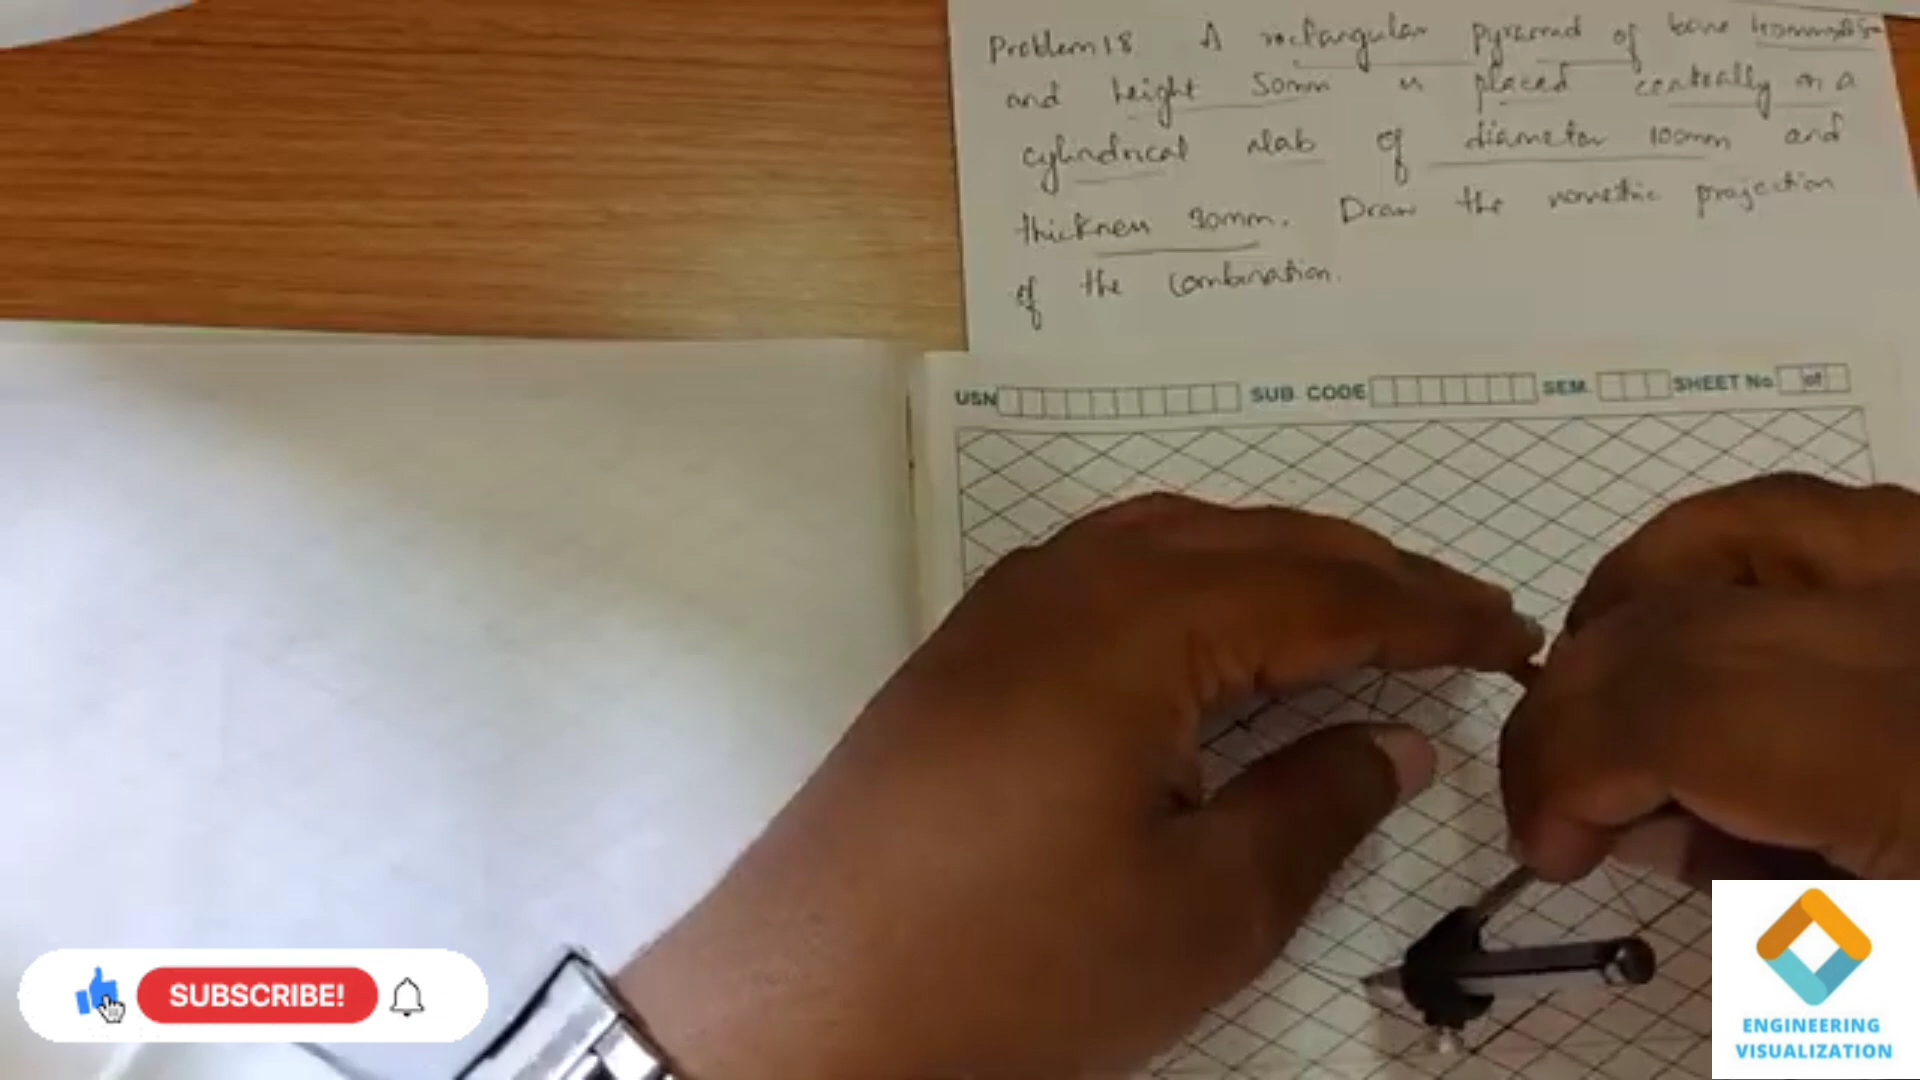 Problem 18 A rectangular pyramid of base
and height 50mm is placed centrally on a
cylindrical slab of diameter 100mm and
thickness 30mm. Draw the isometric projection
of the combination.
USN SUB. CODE SEM. SHEET No. of
SUBSCRIBE!
ENGINEERING
VISUALIZATION